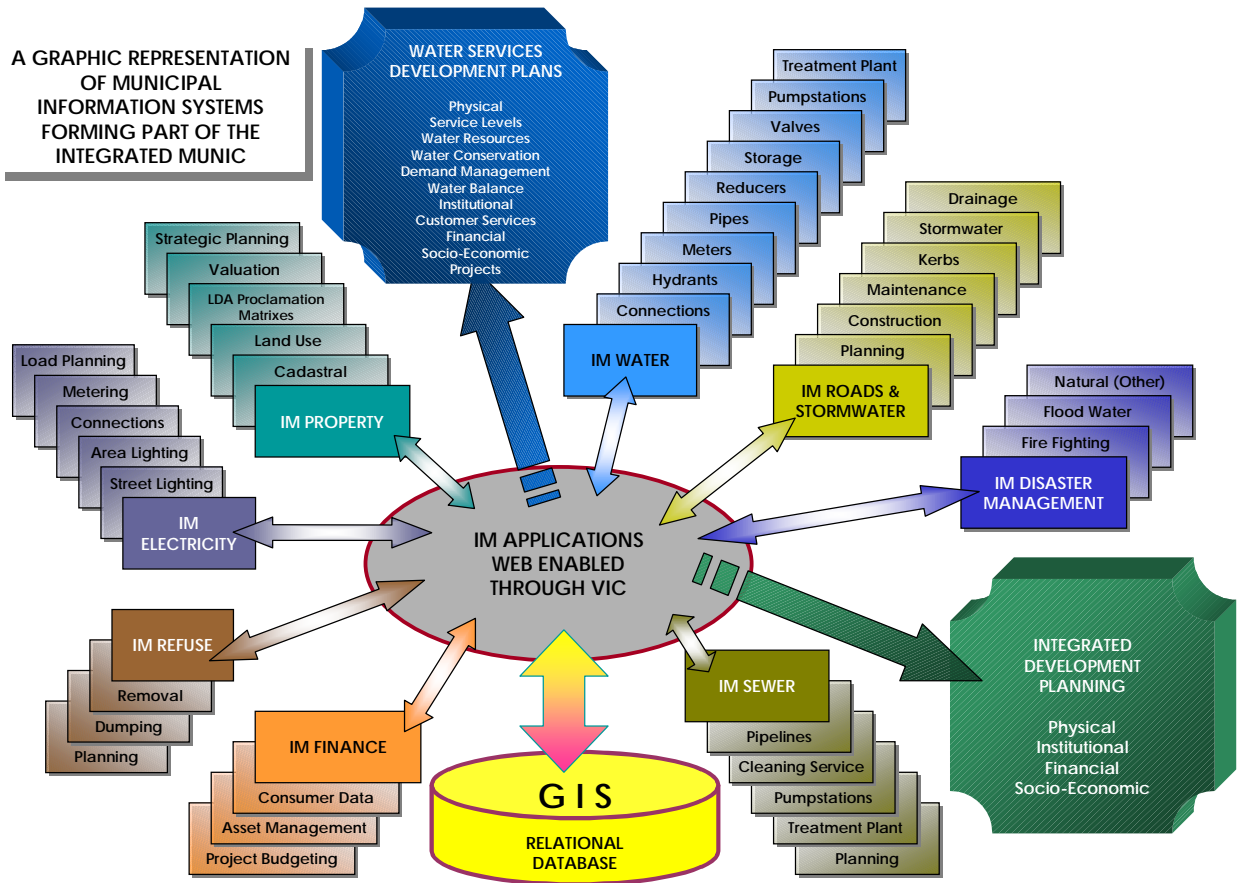 A GRAPHIC REPRESENTATION
OF MUNICIPAL
INFORMATION SYSTEMS
FORMING PART OF THE
INTEGRATED MUNIC
WATER SERVICES
DEVELOPMENT PLANS
Physical
Service Levels
Water Resources
Water Conservation
Demand Management
Water Balance
Institutional
Customer Services
Financial
Socio-Economic
Projects
Treatment Plant
Pumpstations
Valves
Storage
Reducers
Pipes
Meters
Hydrants
Connections
IM WATER
Drainage
Stormwater
Kerbs
Maintenance
Construction
Planning
IM ROADS &
STORMWATER
Strategic Planning
Valuation
LDA Proclamation
Matrixes
Land Use
Cadastral
IM PROPERTY
Load Planning
Metering
Connections
Area Lighting
Street Lighting
IM
ELECTRICITY
Natural (Other)
Flood Water
Fire Fighting
IM DISASTER
MANAGEMENT
IM APPLICATIONS
WEB ENABLED
THROUGH VIC
IM REFUSE
Removal
Dumping
Planning
IM FINANCE
Consumer Data
Asset Management
Project Budgeting
G I S
RELATIONAL
DATABASE
IM SEWER
Pipelines
Cleaning Service
Pumpstations
Treatment Plant
Planning
INTEGRATED
DEVELOPMENT
PLANNING
Physical
Institutional
Financial
Socio-Economic